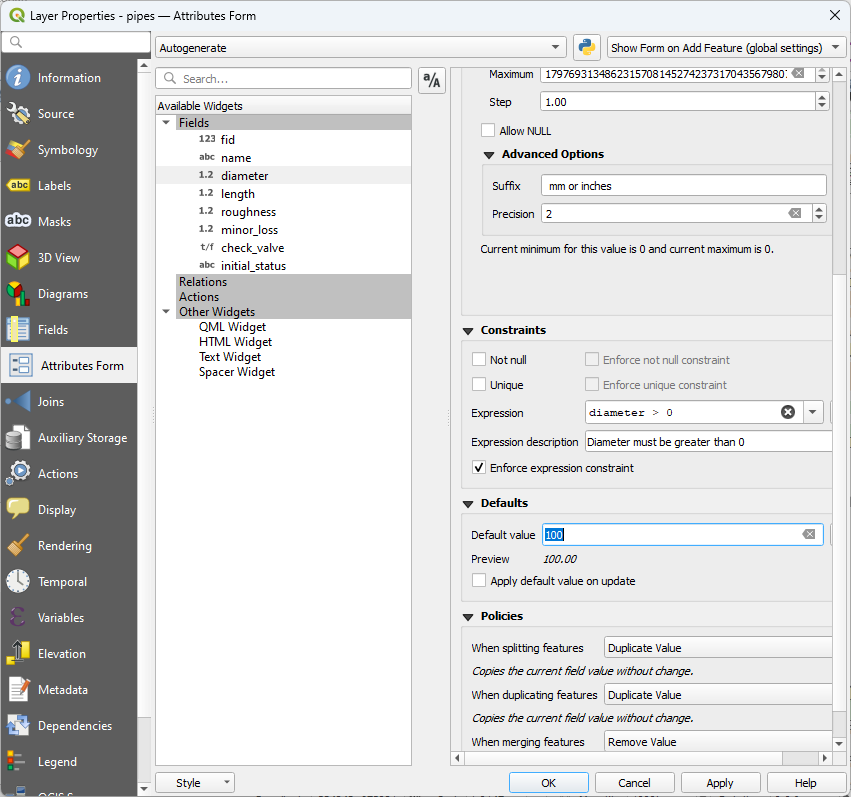 Layer Properties - pipes — Attributes Form
Autogenerate
Show Form on Add Feature (global settings)
Information
Source
Symbology
abc Labels
abc Masks
3D View
Diagrams
Fields
Attributes Form
Joins
Auxiliary Storage
Actions
Display
Rendering
Temporal
Variables
Elevation
Metadata
Dependencies
Legend
Search...
a/A
Available Widgets
Fields
123 fid
abc name
1.2 diameter
1.2 length
1.2 roughness
1.2 minor_loss
t/f check_valve
abc initial_status
Relations
Actions
Other Widgets
QML Widget
HTML Widget
Text Widget
Spacer Widget
Style
Maximum
Step 1.00
Allow NULL
Advanced Options
Suffix mm or inches
Precision 2
Current minimum for this value is 0 and current maximum is 0.
Constraints
Not null Enforce not null constraint
Unique Enforce unique constraint
Expression diameter > 0
Expression description Diameter must be greater than 0
Enforce expression constraint
Defaults
Default value 100
Preview 100.00
Apply default value on update
Policies
When splitting features Duplicate Value
Copies the current field value without change.
When duplicating features Duplicate Value
Copies the current field value without change.
When merging features Remove Value
OK Cancel Apply Help